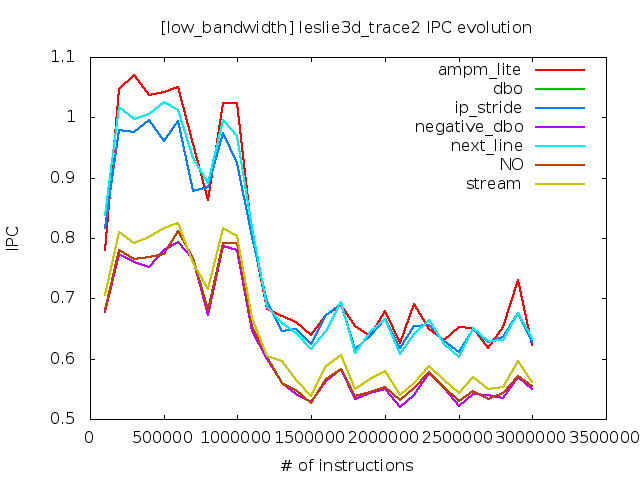 [low_bandwidth] leslie3d_trace2 IPC evolution
1.1
1
0.9
0.8
0.7
0.6
0.5
IPC
ampm_lite
dbo
ip_stride
negative_dbo
next_line
NO
stream
0 500000 1000000 1500000 2000000 2500000 3000000 3500000
# of instructions